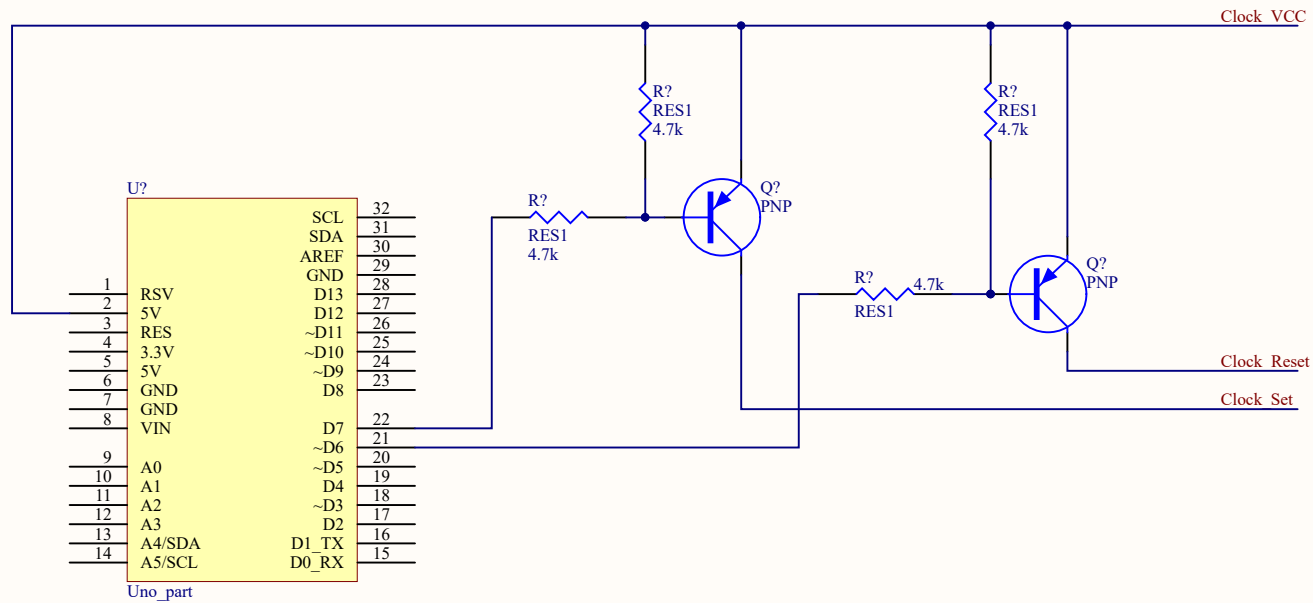 Clock_VCC
R?
RES1
4.7k
R?
RES1
4.7k
U?
R?
RES1
4.7k
Q?
PNP
Q?
PNP
R?
4.7k
RES1
Clock_Reset
Clock_Set
SCL 32
SDA 31
AREF 30
GND 29
1 RSV D13 28
2 5V D12 27
3 RES ~D11 26
4 3.3V ~D10 25
5 5V ~D9 24
6 GND D8 23
7 GND
8 VIN D7 22
~D6 21
9 A0 ~D5 20
10 A1 D4 19
11 A2 ~D3 18
12 A3 D2 17
13 A4/SDA D1_TX 16
14 A5/SCL D0_RX 15
Uno_part